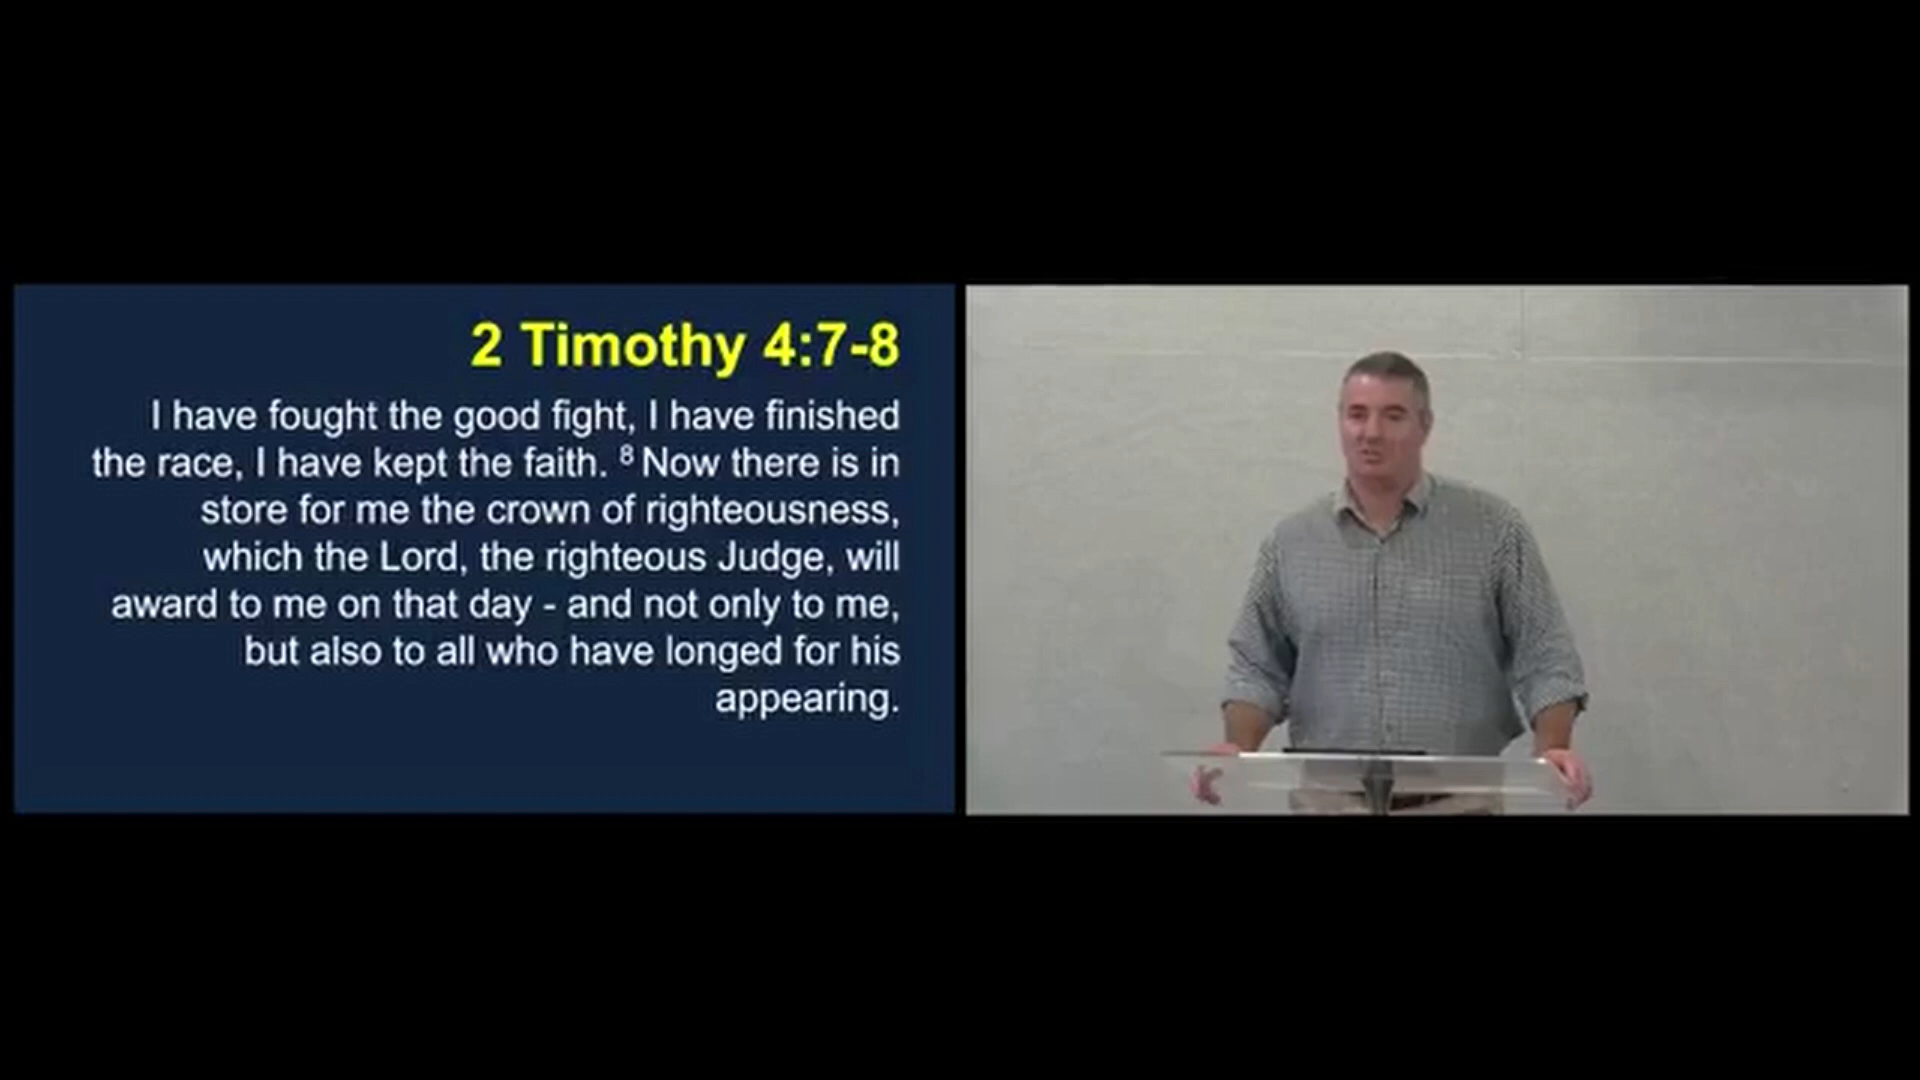 2 Timothy 4:7-8
I have fought the good fight, I have finished
the race, I have kept the faith. ⁸ Now there is in
store for me the crown of righteousness,
which the Lord, the righteous Judge, will
award to me on that day - and not only to me,
but also to all who have longed for his
appearing.